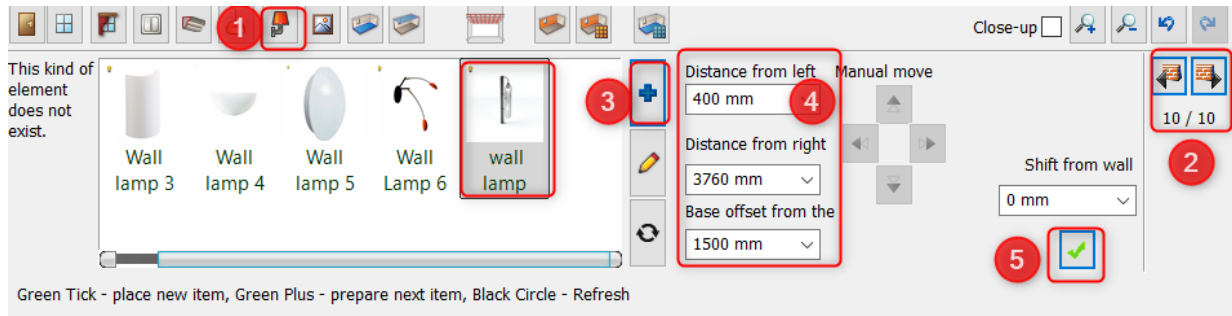 1
Close-up
This kind of
element
does not
exist.
Wall
lamp 3
Wall
lamp 4
Wall
lamp 5
Wall
Lamp 6
wall
lamp
3
Distance from left
400 mm
4
Distance from right
3760 mm
Base offset from the
1500 mm
Manual move
Shift from wall
0 mm
5
10 / 10
2
Green Tick - place new item, Green Plus - prepare next item, Black Circle - Refresh